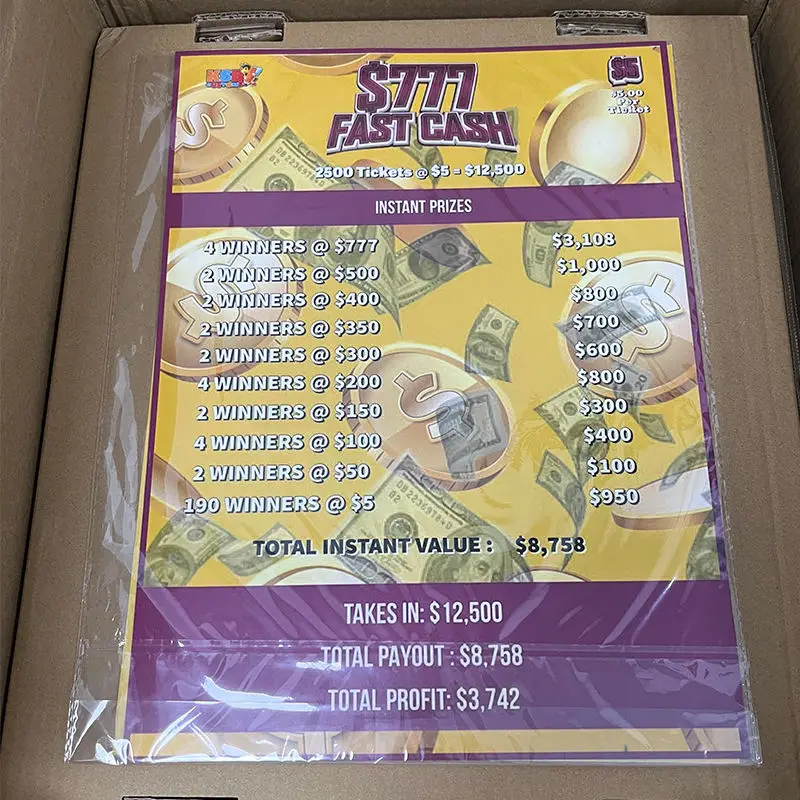 $777
$5
FAST CASH
$5.00
Per
Ticket
2500 Tickets @ $5 = $12,500
INSTANT PRIZES
4 WINNERS @ $777 $3,108
2 WINNERS @ $500 $1,000
2 WINNERS @ $400 $800
2 WINNERS @ $350 $700
2 WINNERS @ $300 $600
4 WINNERS @ $200 $800
2 WINNERS @ $150 $300
4 WINNERS @ $100 $400
2 WINNERS @ $50 $100
190 WINNERS @ $5 $950
TOTAL INSTANT VALUE : $8,758
TAKES IN: $12,500
TOTAL PAYOUT : $8,758
TOTAL PROFIT: $3,742